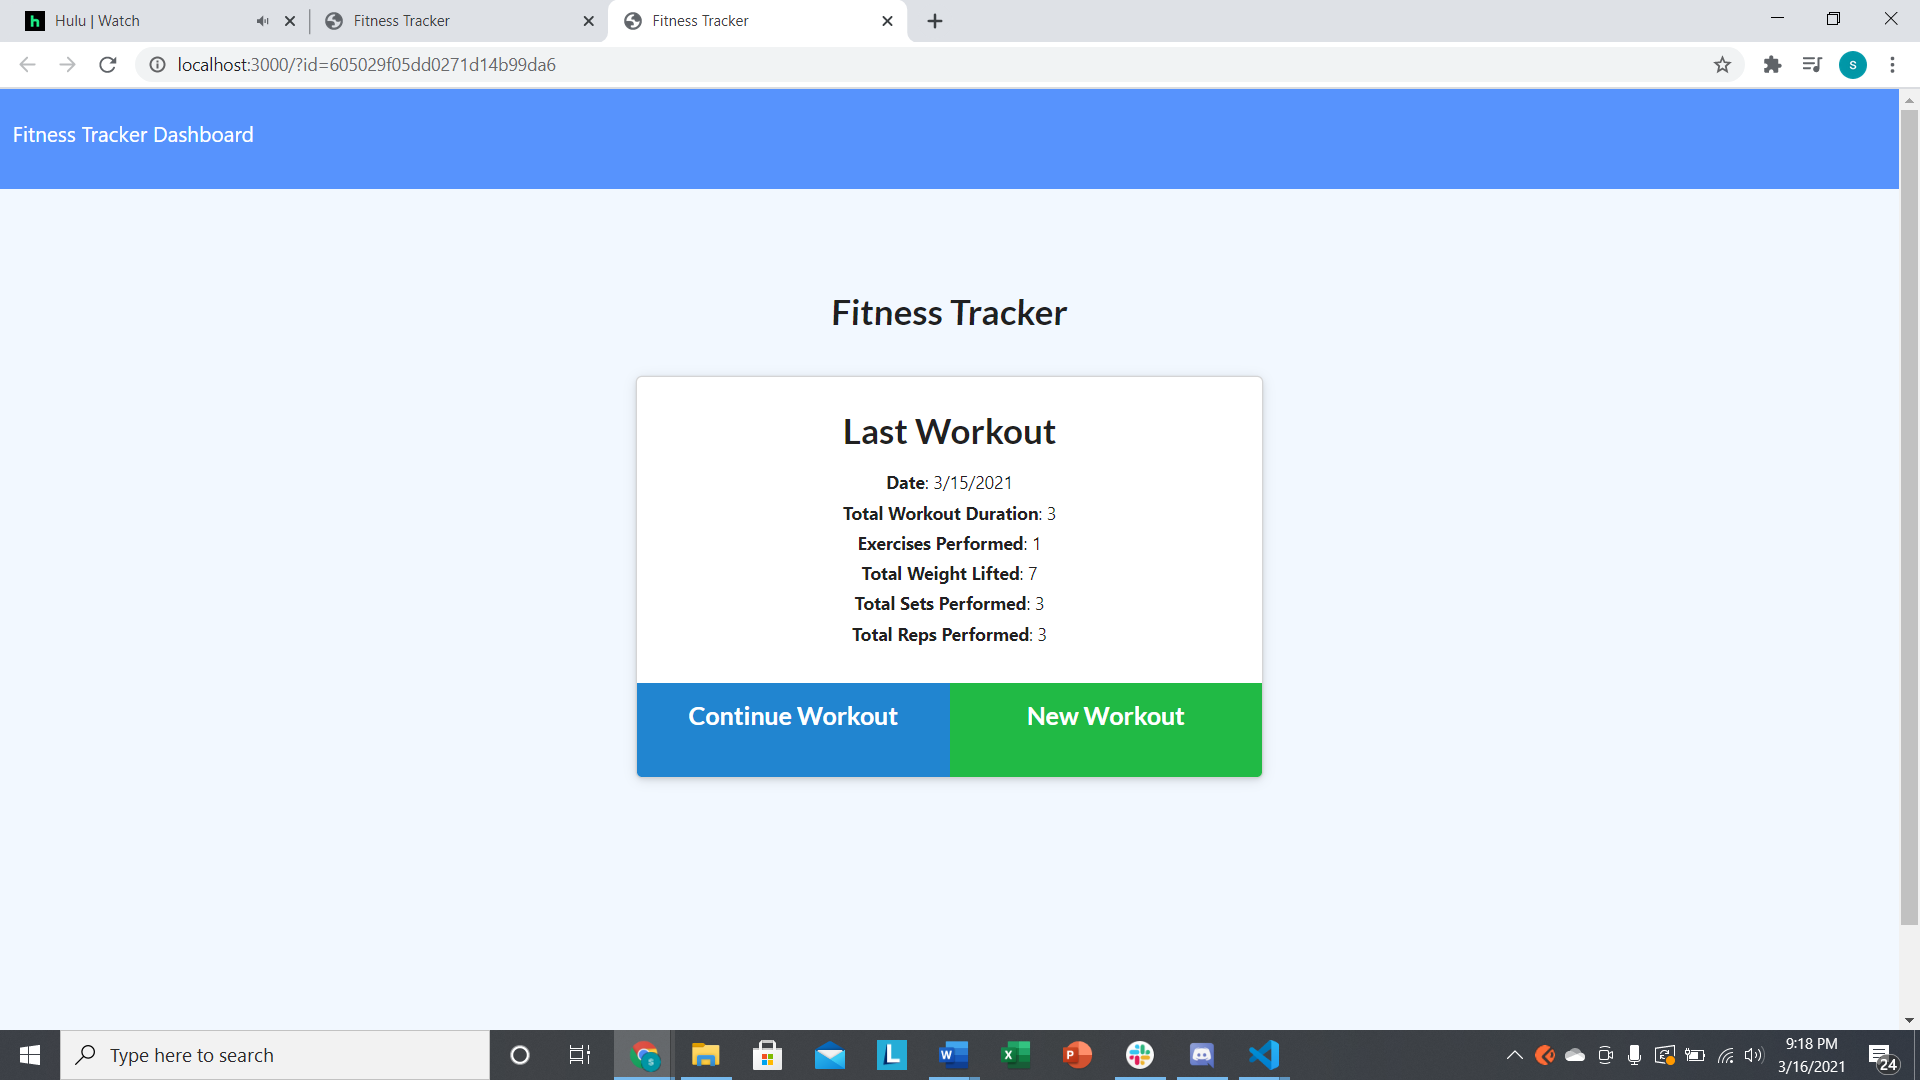 Hulu | Watch
Fitness Tracker
Fitness Tracker
localhost:3000/?id=605029f05dd0271d14b99da6
S
Fitness Tracker Dashboard
Fitness Tracker
Last Workout
Date: 3/15/2021
Total Workout Duration: 3
Exercises Performed: 1
Total Weight Lifted: 7
Total Sets Performed: 3
Total Reps Performed: 3
Continue Workout
New Workout
Type here to search
9:18 PM
3/16/2021
24